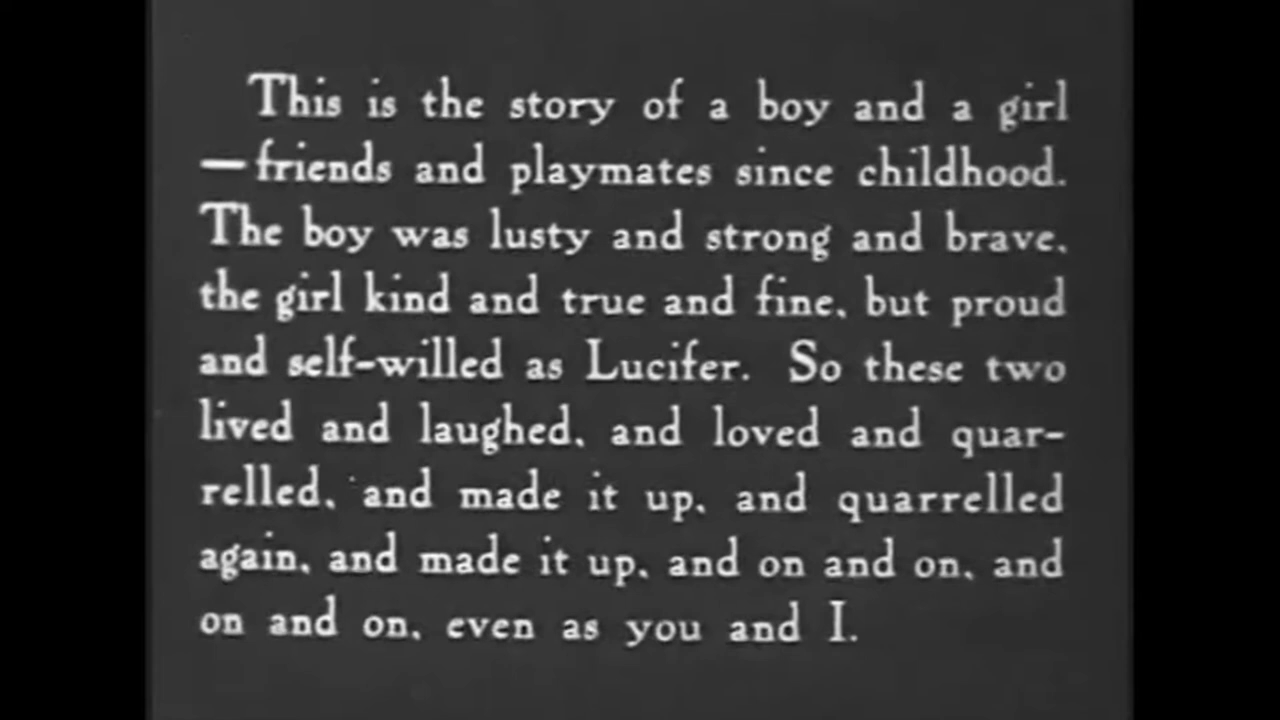 This is the story of a boy and a girl
—friends and playmates since childhood.
The boy was lusty and strong and brave,
the girl kind and true and fine, but proud
and self-willed as Lucifer. So these two
lived and laughed, and loved and quar-
relled, and made it up, and quarrelled
again, and made it up, and on and on, and
on and on, even as you and I.